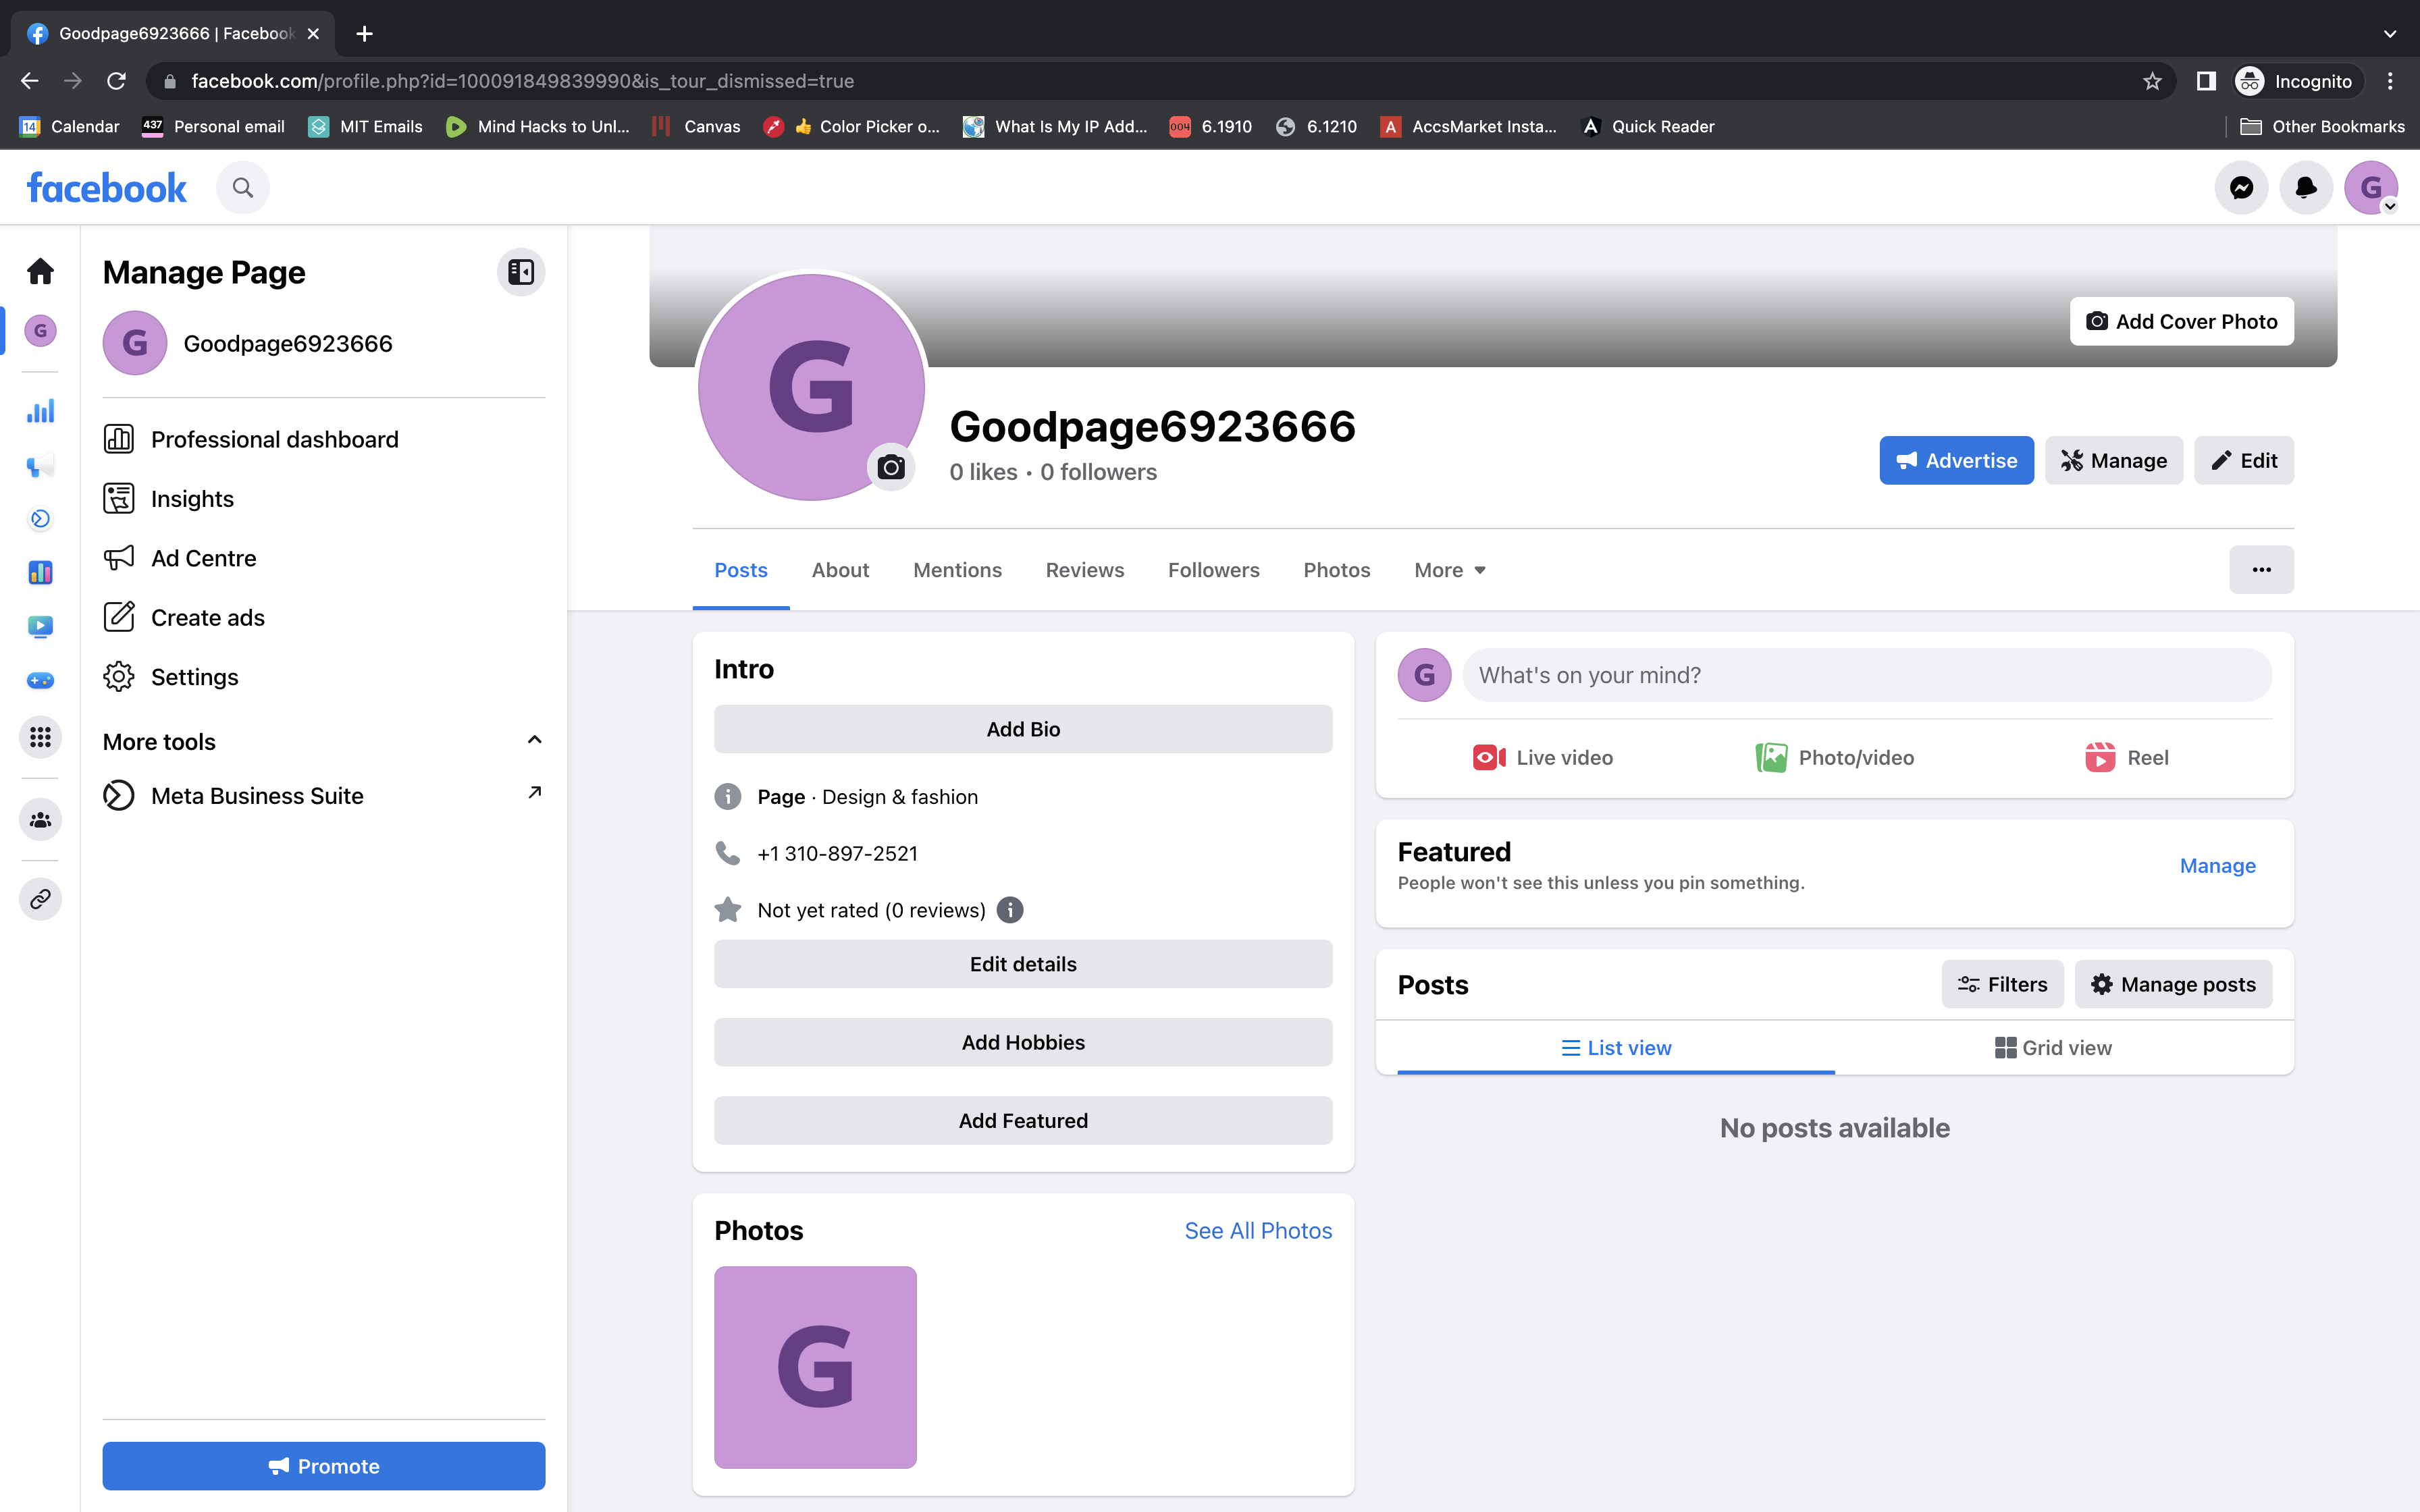 Goodpage6923666 | Facebook
facebook.com/profile.php?id=100091849839990&is_tour_dismissed=true
Incognito
14
Calendar
437
Personal email
MIT Emails
Mind Hacks to Unl...
Canvas
👍 Color Picker o...
What Is My IP Add...
004
6.1910
6.1210
A
AccsMarket Insta...
Quick Reader
Other Bookmarks
facebook
G
Manage Page
G
G
Goodpage6923666
Professional dashboard
Insights
Ad Centre
Create ads
Settings
More tools
Meta Business Suite
Promote
Add Cover Photo
G
Goodpage6923666
0 likes • 0 followers
Advertise
Manage
Edit
Posts
About
Mentions
Reviews
Followers
Photos
More
Intro
Add Bio
Page · Design & fashion
+1 310-897-2521
Not yet rated (0 reviews)
Edit details
Add Hobbies
Add Featured
Photos
See All Photos
G
G
What's on your mind?
Live video
Photo/video
Reel
Featured
People won't see this unless you pin something.
Manage
Posts
Filters
Manage posts
List view
Grid view
No posts available